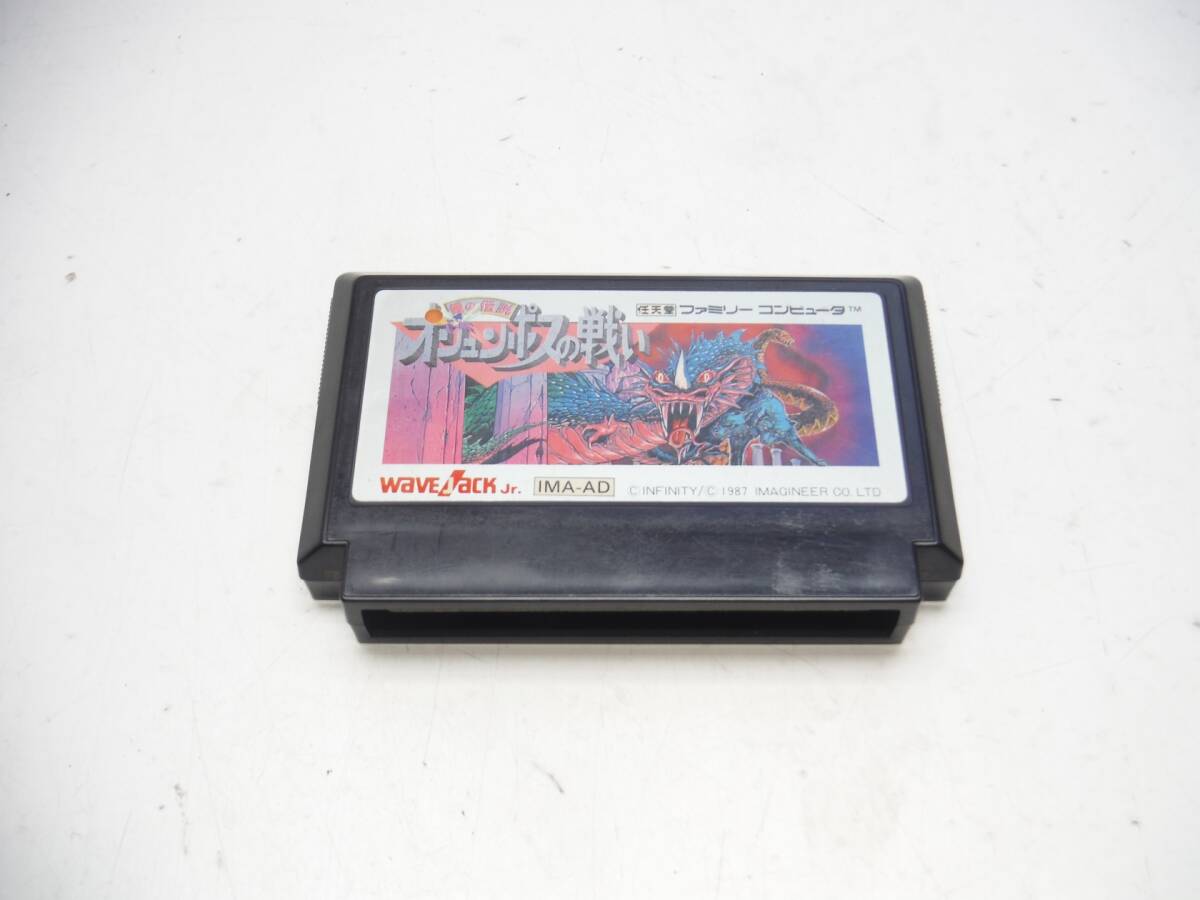 愛の伝説
オリュンポスの戦い
任天堂 ファミリー コンピュータ™
WAVE JACK Jr. IMA-AD © INFINITY/© 1987 IMAGINEER CO. LTD